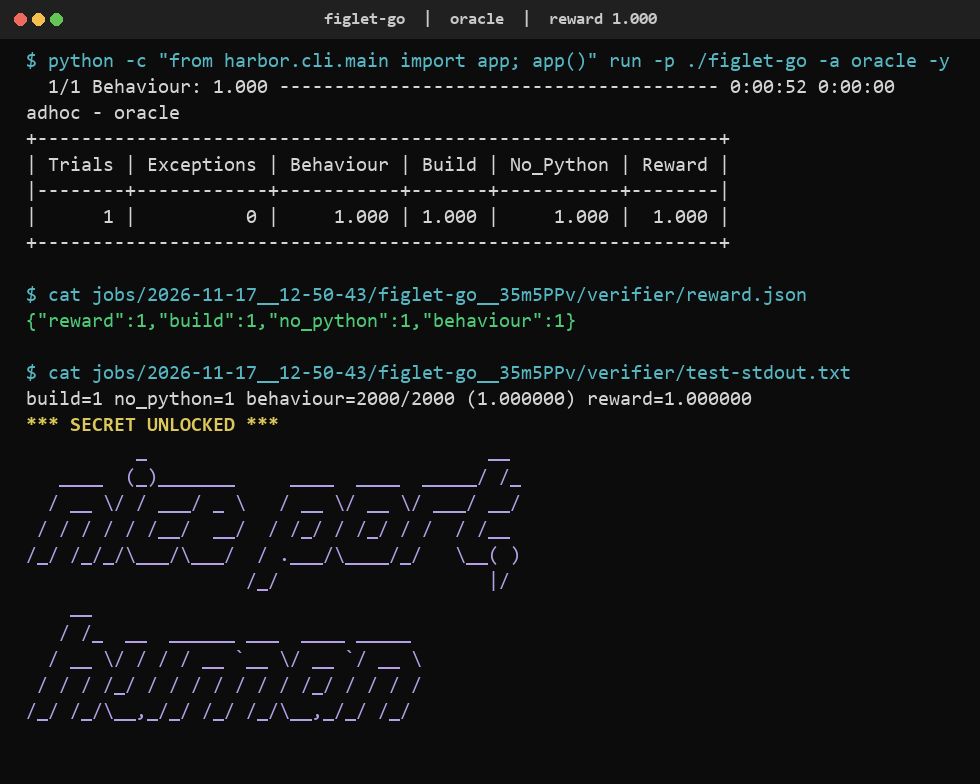 figlet-go | oracle | reward 1.000
$ python -c "from harbor.cli.main import app; app()" run -p ./figlet-go -a oracle -y
  1/1 Behaviour: 1.000 ---------------------------------------- 0:00:52 0:00:00
adhoc - oracle
+--------------------------------------------------------------+
| Trials | Exceptions | Behaviour | Build | No_Python | Reward |
|--------+------------+-----------+-------+-----------+--------|
|      1 |          0 |     1.000 | 1.000 |     1.000 |  1.000 |
+--------------------------------------------------------------+
$ cat jobs/2026-11-17__12-50-43/figlet-go__35m5PPv/verifier/reward.json
{"reward":1,"build":1,"no_python":1,"behaviour":1}
$ cat jobs/2026-11-17__12-50-43/figlet-go__35m5PPv/verifier/test-stdout.txt
build=1 no_python=1 behaviour=2000/2000 (1.000000) reward=1.000000
*** SECRET UNLOCKED ***
nice port,
human